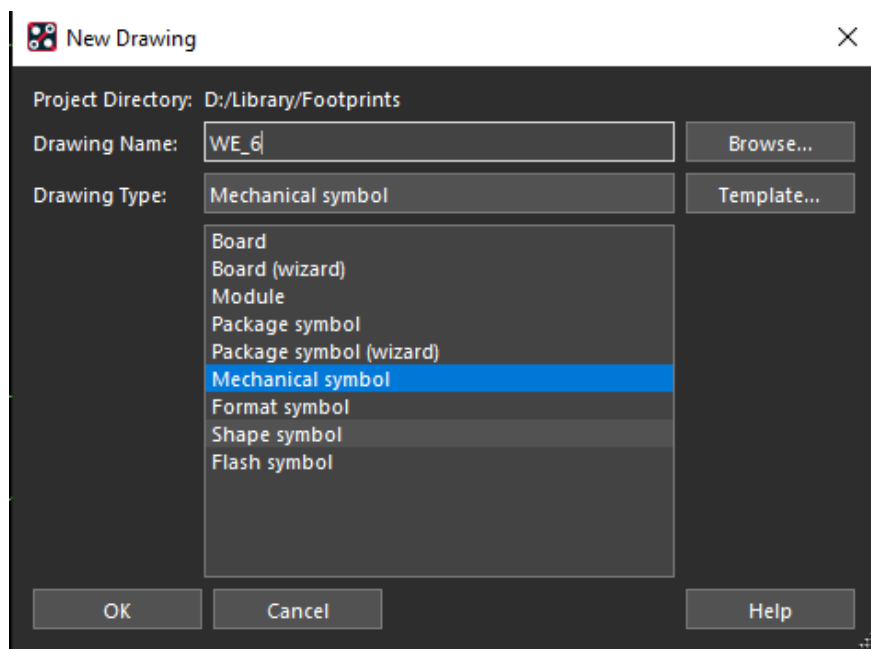 New Drawing
Project Directory: D:/Library/Footprints
Drawing Name: WE_6 Browse...
Drawing Type: Mechanical symbol Template...
Board
Board (wizard)
Module
Package symbol
Package symbol (wizard)
Mechanical symbol
Format symbol
Shape symbol
Flash symbol
OK Cancel Help